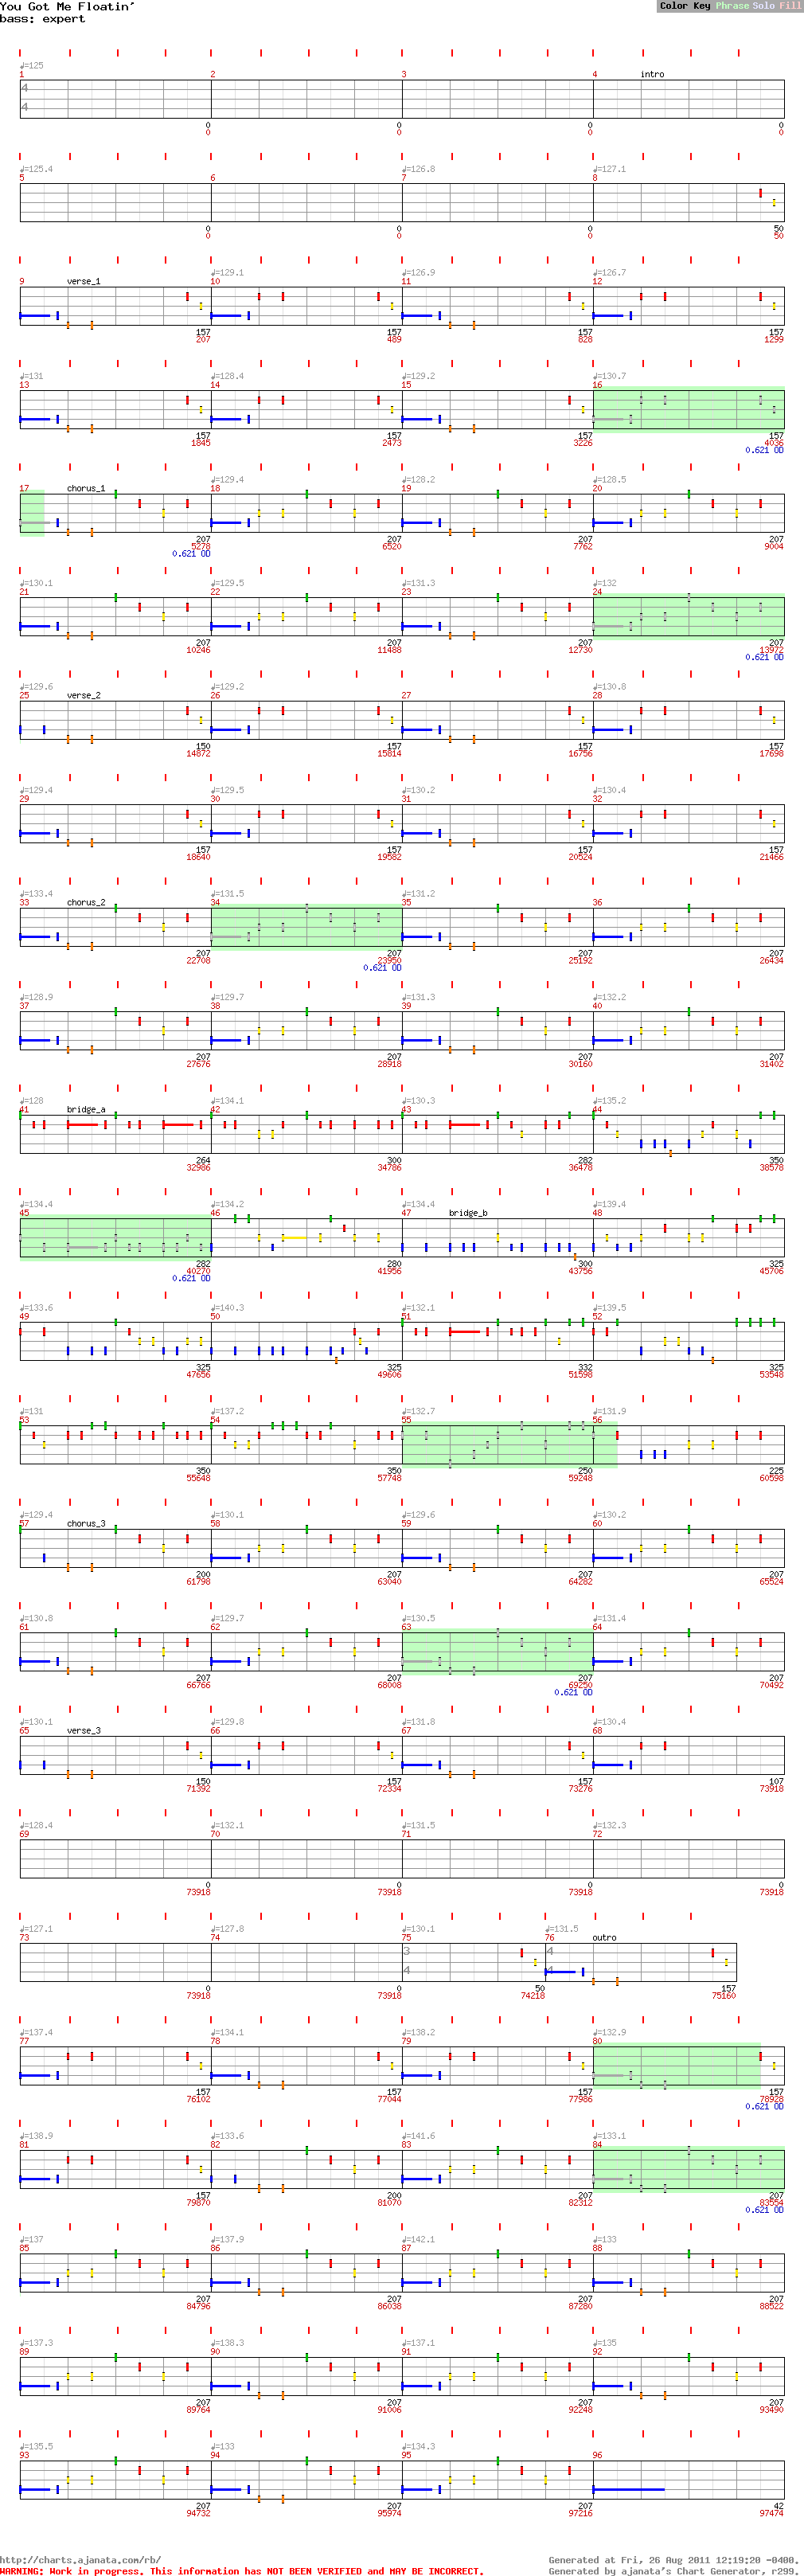 You Got Me Floatin'
bass: expert
Color Key Phrase Solo Fill
♩=125
1 2 3 4 intro
4
4
0 0 0 0
0 0 0 0
♩=125.4 ♩=126.8 ♩=127.1
5 6 7 8
0 0 0 50
0 0 0 50
♩=129.1 ♩=126.9 ♩=126.7
9 verse_1 10 11 12
157 157 157 157
207 489 828 1299
♩=131 ♩=128.4 ♩=129.2 ♩=130.7
13 14 15 16
157 157 157 157
1845 2473 3226 4036
0.621 OD
♩=129.4 ♩=128.2 ♩=128.5
17 chorus_1 18 19 20
207 207 207 207
5278 6520 7762 9004
0.621 OD
♩=130.1 ♩=129.5 ♩=131.3 ♩=132
21 22 23 24
207 207 207 207
10246 11488 12730 13972
0.621 OD
♩=129.6 ♩=129.2 ♩=130.8
25 verse_2 26 27 28
150 157 157 157
14872 15814 16756 17698
♩=129.4 ♩=129.5 ♩=130.2 ♩=130.4
29 30 31 32
157 157 157 157
18640 19582 20524 21466
♩=133.4 ♩=131.5 ♩=131.2
33 chorus_2 34 35 36
207 207 207 207
22708 23950 25192 26434
0.621 OD
♩=128.9 ♩=129.7 ♩=131.3 ♩=132.2
37 38 39 40
207 207 207 207
27676 28918 30160 31402
♩=128 ♩=134.1 ♩=130.3 ♩=135.2
41 bridge_a 42 43 44
264 300 282 350
32986 34786 36478 38578
♩=134.4 ♩=134.2 ♩=134.4 ♩=139.4
45 46 47 bridge_b 48
282 280 300 325
40270 41956 43756 45706
0.621 OD
♩=133.6 ♩=140.3 ♩=132.1 ♩=139.5
49 50 51 52
325 325 332 325
47656 49606 51598 53548
♩=131 ♩=137.2 ♩=132.7 ♩=131.9
53 54 55 56
350 350 250 225
55648 57748 59248 60598
♩=129.4 ♩=130.1 ♩=129.6 ♩=130.2
57 chorus_3 58 59 60
200 207 207 207
61798 63040 64282 65524
♩=130.8 ♩=129.7 ♩=130.5 ♩=131.4
61 62 63 64
207 207 207 207
66766 68008 69250 70492
0.621 OD
♩=130.1 ♩=129.8 ♩=131.8 ♩=130.4
65 verse_3 66 67 68
150 157 157 107
71392 72334 73276 73918
♩=128.4 ♩=132.1 ♩=131.5 ♩=132.3
69 70 71 72
0 0 0 0
73918 73918 73918 73918
♩=127.1 ♩=127.8 ♩=130.1 ♩=131.5
73 74 75 76 outro
3 4
4 4
0 0 50 157
73918 73918 74218 75160
♩=137.4 ♩=134.1 ♩=138.2 ♩=132.9
77 78 79 80
157 157 157 157
76102 77044 77986 78928
0.621 OD
♩=138.9 ♩=133.6 ♩=141.6 ♩=133.1
81 82 83 84
157 200 207 207
79870 81070 82312 83554
0.621 OD
♩=137 ♩=137.9 ♩=142.1 ♩=133
85 86 87 88
207 207 207 207
84796 86038 87280 88522
♩=137.3 ♩=138.3 ♩=137.1 ♩=135
89 90 91 92
207 207 207 207
89764 91006 92248 93490
♩=135.5 ♩=133 ♩=134.3
93 94 95 96
207 207 207 42
94732 95974 97216 97474
http://charts.ajanata.com/rb/ Generated at Fri, 26 Aug 2011 12:19:20 -0400.
WARNING: Work in progress. This information has NOT BEEN VERIFIED and MAY BE INCORRECT. Generated by ajanata's Chart Generator, r299.